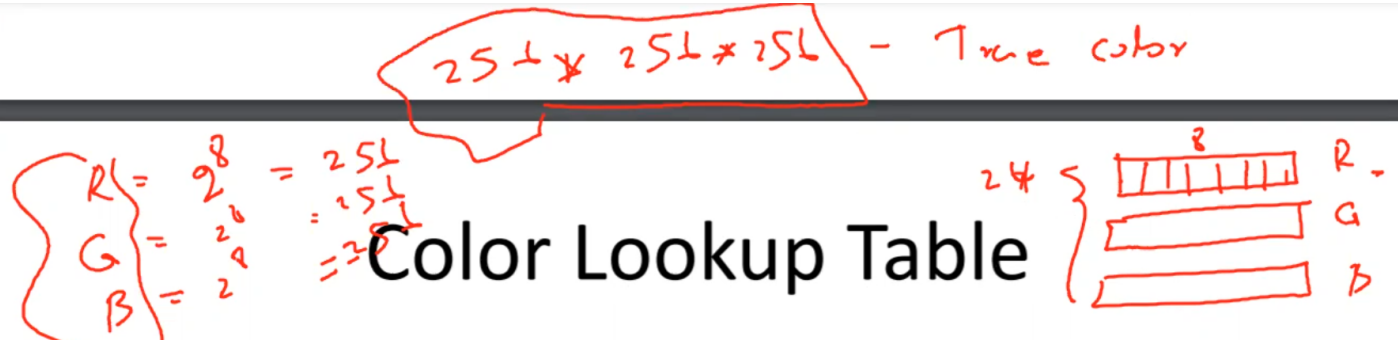 256 * 256 * 256 - True color
R = 2^8 = 256
G = 2^8 = 256
B = 2^8 = 256
Color Lookup Table
24
8
R
G
B